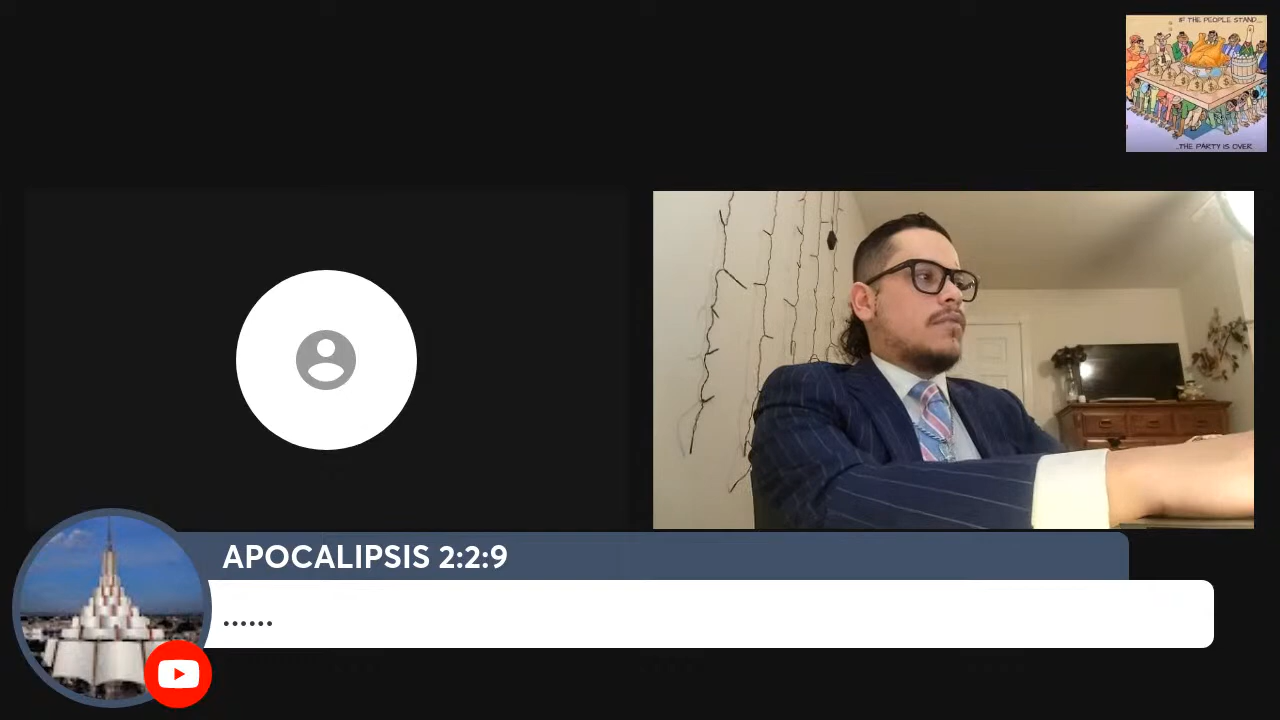 IF THE PEOPLE STAND...
...THE PARTY IS OVER
APOCALIPSIS 2:2:9
......